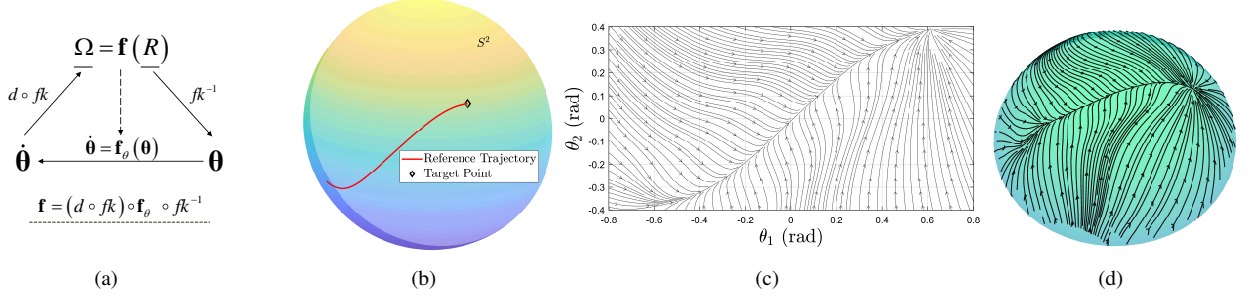 Ω = f (R)
d ∘ fk
fk⁻¹
θ̇ = f_θ (θ)
θ̇
θ
f = (d ∘ fk) ∘ f_θ ∘ fk⁻¹
(a)
S²
Reference Trajectory
Target Point
(b)
0.4
0.3
0.2
0.1
0
-0.1
-0.2
-0.3
-0.4
θ₂ (rad)
-0.8 -0.6 -0.4 -0.2 0 0.2 0.4 0.6 0.8
θ₁ (rad)
(c)
(d)